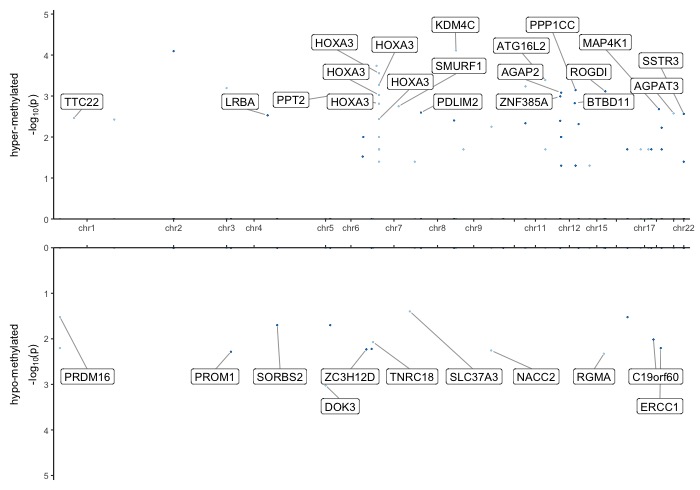 hyper-methylated
-log10(p)
5
4
3
2
1
0
KDM4C
PPP1CC
HOXA3
HOXA3
ATG16L2
MAP4K1
SMURF1
SSTR3
HOXA3
HOXA3
AGAP2
ROGDI
AGPAT3
TTC22
LRBA
PPT2
HOXA3
PDLIM2
ZNF385A
BTBD11
chr1
chr2
chr3
chr4
chr5
chr6
chr7
chr8
chr9
chr11
chr12
chr15
chr17
chr22
hypo-methylated
-log10(p)
0
1
2
3
4
5
PRDM16
PROM1
SORBS2
ZC3H12D
TNRC18
SLC37A3
NACC2
RGMA
C19orf60
DOK3
ERCC1